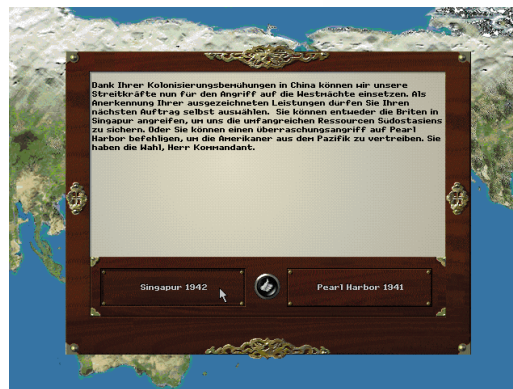 Dank Ihrer Kolonisierungsbemühungen in China können wir unsere
Streitkräfte nun für den Angriff auf die Westmächte einsetzen. Als
Anerkennung Ihrer ausgezeichneten Leistungen dürfen Sie Ihren
nächsten Auftrag selbst auswählen. Sie können entweder die Briten in
Singapur angreifen, um uns die umfangreichen Ressourcen Südostasiens
zu sichern. Oder Sie können einen Überraschungsangriff auf Pearl
Harbor befehligen, um die Amerikaner aus dem Pazifik zu vertreiben. Sie
haben die Wahl, Herr Kommandant.
Singapur 1942
Pearl Harbor 1941